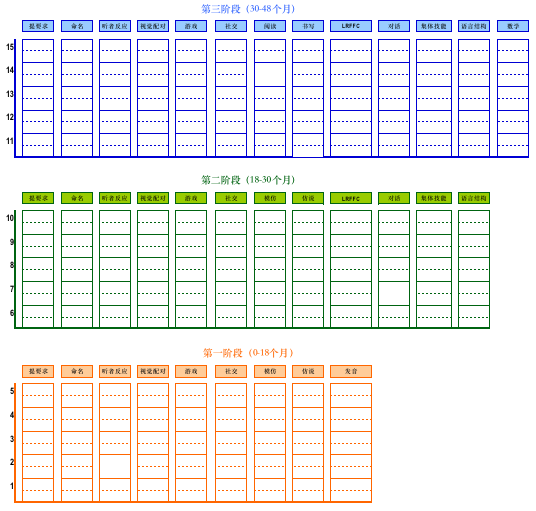 第三阶段（30-48个月）
提要求 命名 听者反应 视觉配对 游戏 社交 阅读 书写 LRFFC 对话 集体技能 语言结构 数学
15
14
13
12
11
第二阶段（18-30个月）
提要求 命名 听者反应 视觉配对 游戏 社交 模仿 仿说 LRFFC 对话 集体技能 语言结构
10
9
8
7
6
第一阶段（0-18个月）
提要求 命名 听者反应 视觉配对 游戏 社交 模仿 仿说 发音
5
4
3
2
1